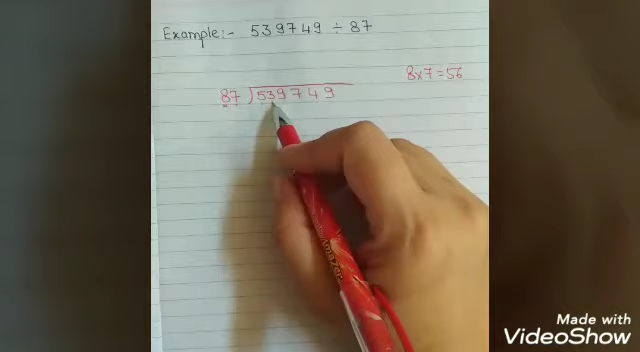 Example:- 539749 ÷ 87
8x7=56
87)539749
Made with
VideoShow